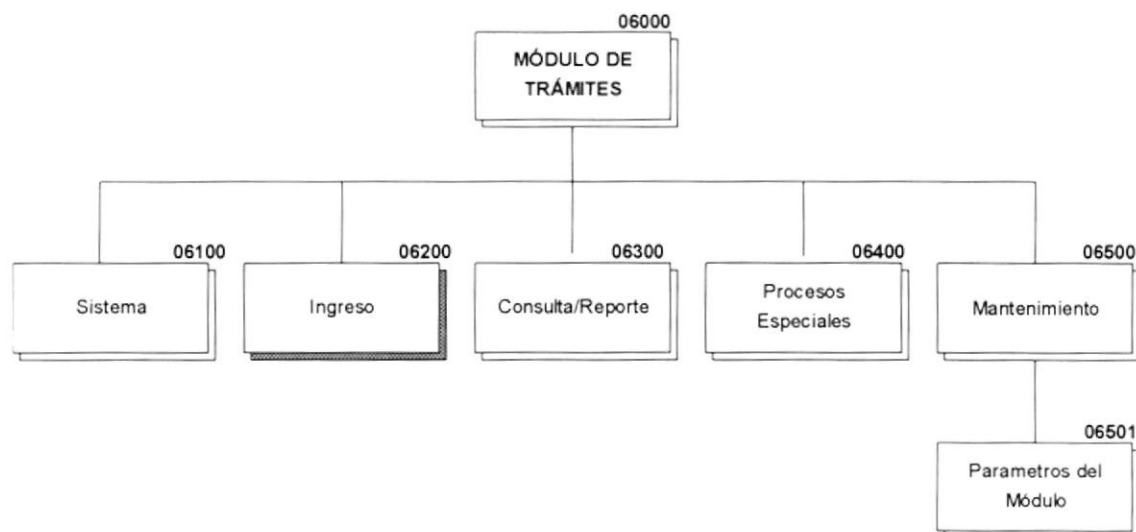 06000
MÓDULO DE
TRÁMITES
06100
Sistema
06200
Ingreso
06300
Consulta/Reporte
06400
Procesos
Especiales
06500
Mantenimiento
06501
Parametros del
Módulo